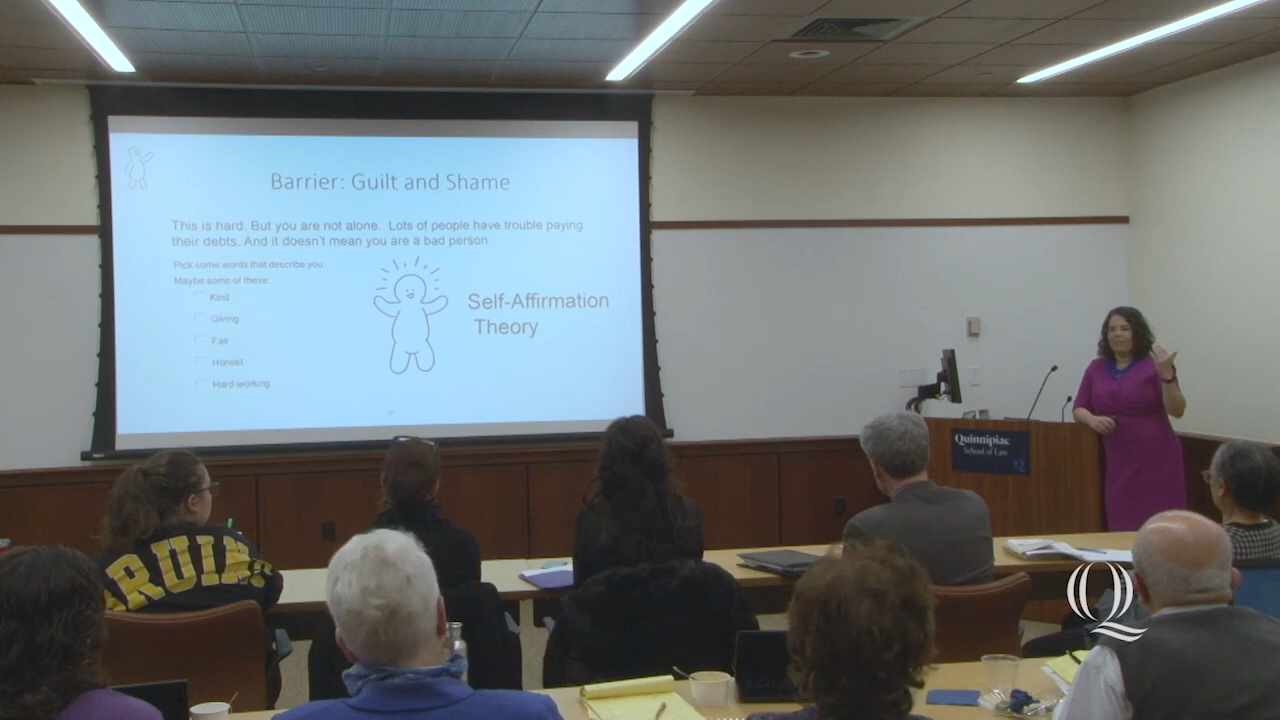 Barrier: Guilt and Shame
This is hard. But you are not alone. Lots of people have trouble paying
their debts. And it doesn't mean you are a bad person.
Pick some words that describe you
Maybe some of these:
Kind
Giving
Fair
Honest
Hard-working
Self-Affirmation
Theory
Quinnipiac
School of Law
BRUIN
Q